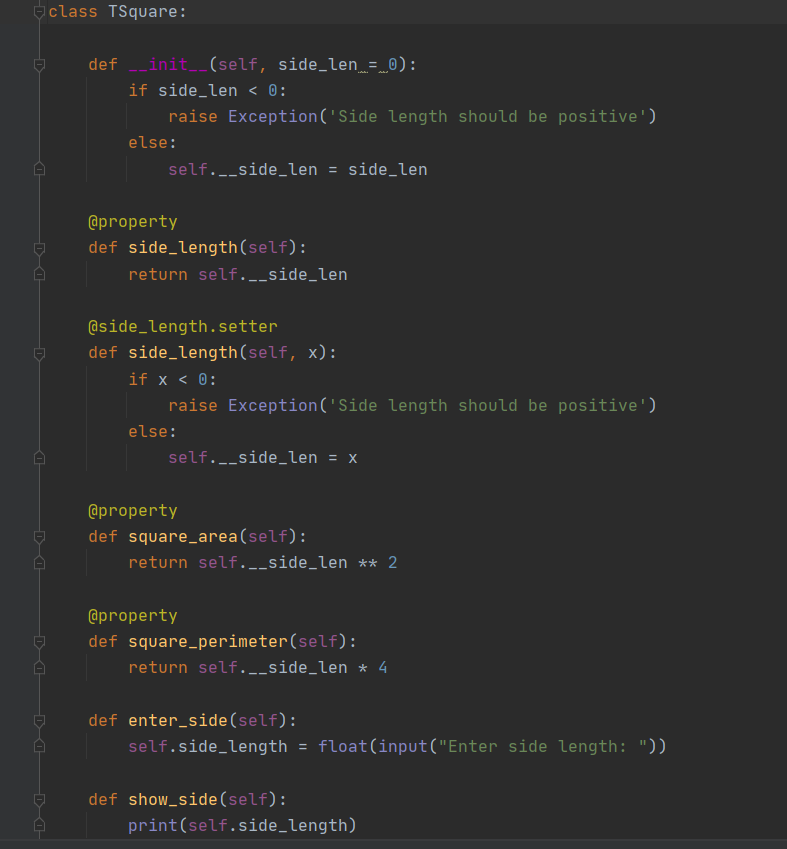 class TSquare:
    def __init__(self, side_len = 0):
        if side_len < 0:
            raise Exception('Side length should be positive')
        else:
            self.__side_len = side_len
    @property
    def side_length(self):
        return self.__side_len
    @side_length.setter
    def side_length(self, x):
        if x < 0:
            raise Exception('Side length should be positive')
        else:
            self.__side_len = x
    @property
    def square_area(self):
        return self.__side_len ** 2
    @property
    def square_perimeter(self):
        return self.__side_len * 4
    def enter_side(self):
        self.side_length = float(input("Enter side length: "))
    def show_side(self):
        print(self.side_length)